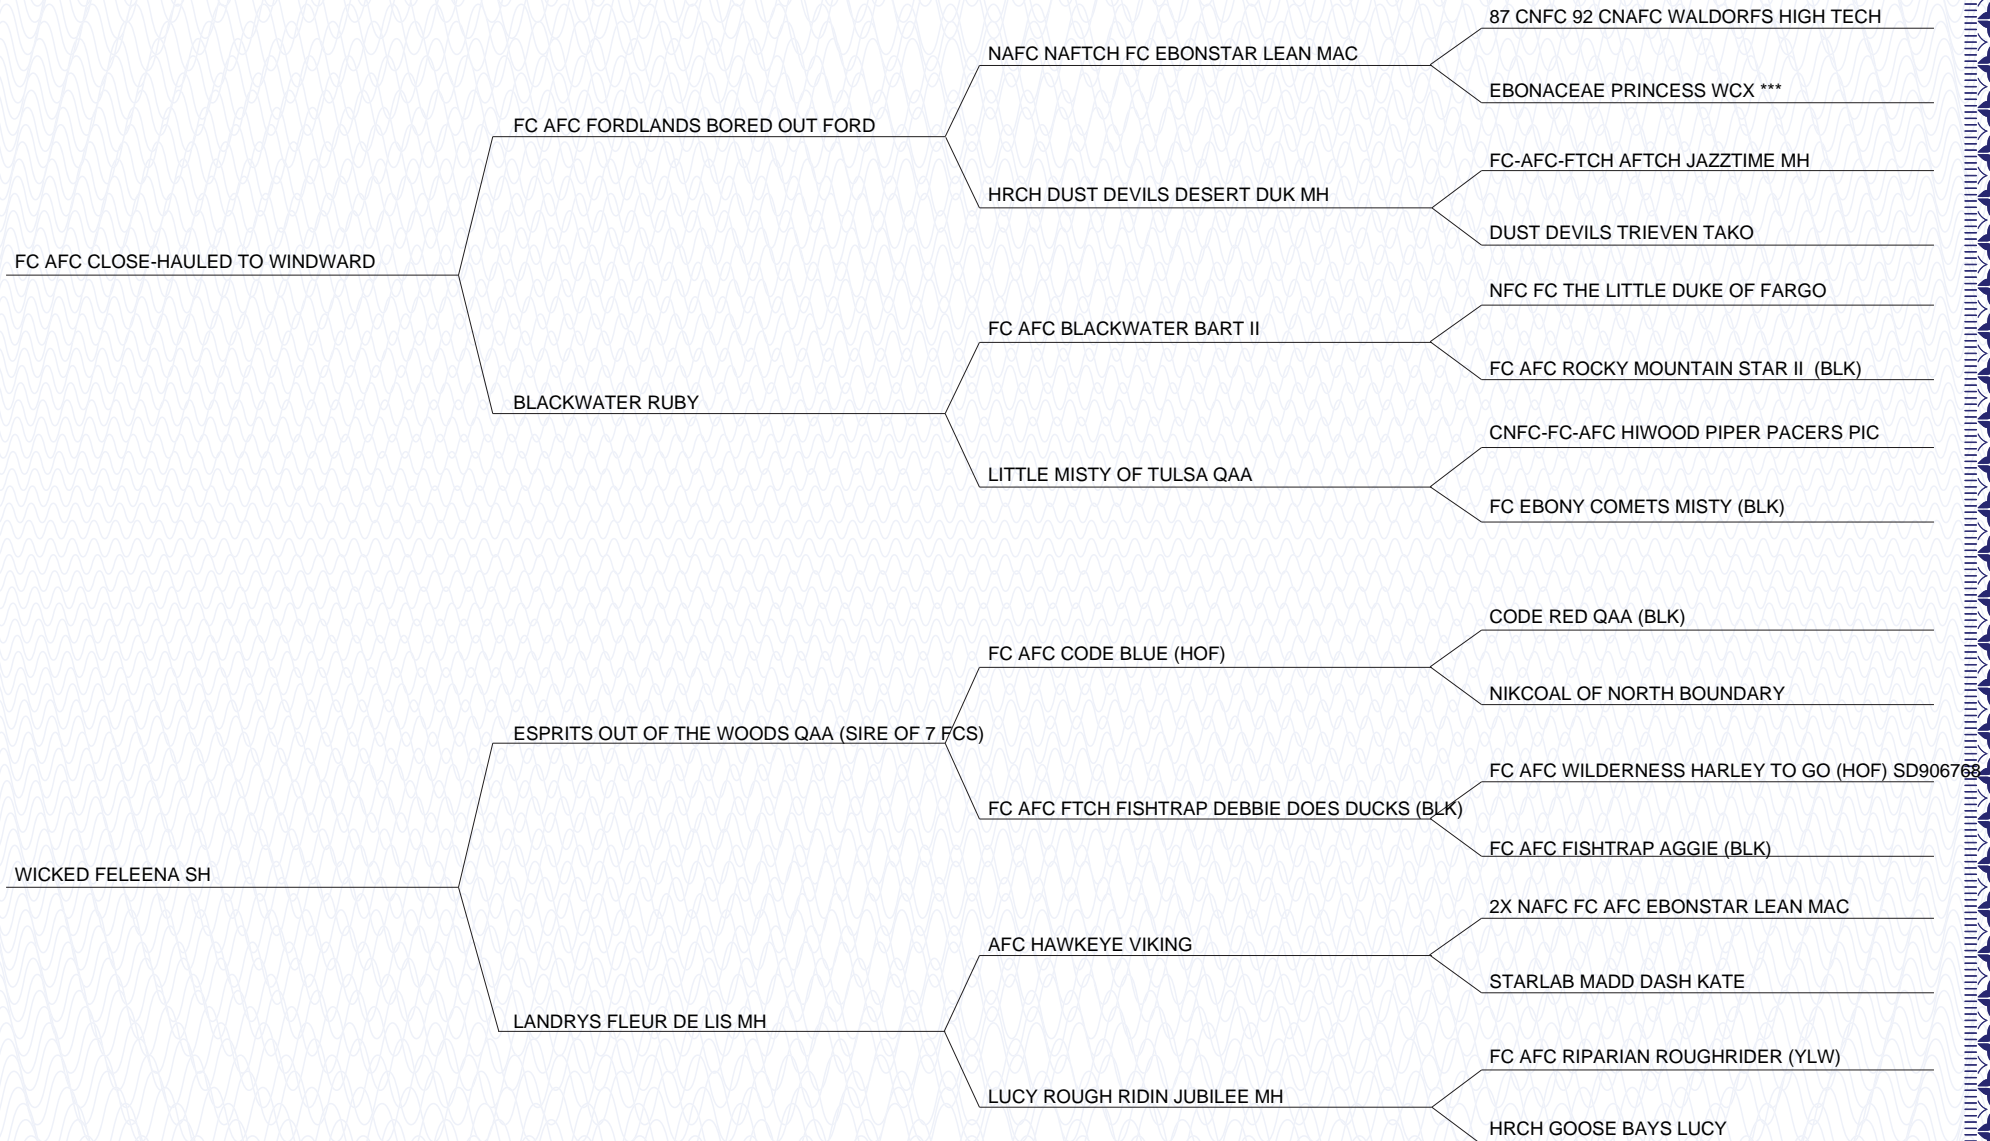 87 CNFC 92 CNAFC WALDORFS HIGH TECH
NAFC NAFTCH FC EBONSTAR LEAN MAC
EBONACEAE PRINCESS WCX ***
FC AFC FORDLANDS BORED OUT FORD
FC-AFC-FTCH AFTCH JAZZTIME MH
HRCH DUST DEVILS DESERT DUK MH
DUST DEVILS TRIEVEN TAKO
FC AFC CLOSE-HAULED TO WINDWARD
NFC FC THE LITTLE DUKE OF FARGO
FC AFC BLACKWATER BART II
FC AFC ROCKY MOUNTAIN STAR II  (BLK)
BLACKWATER RUBY
CNFC-FC-AFC HIWOOD PIPER PACERS PIC
LITTLE MISTY OF TULSA QAA
FC EBONY COMETS MISTY (BLK)
CODE RED QAA (BLK)
FC AFC CODE BLUE (HOF)
NIKCOAL OF NORTH BOUNDARY
ESPRITS OUT OF THE WOODS QAA (SIRE OF 7 FCS)
FC AFC WILDERNESS HARLEY TO GO (HOF) SD906768
FC AFC FTCH FISHTRAP DEBBIE DOES DUCKS (BLK)
FC AFC FISHTRAP AGGIE (BLK)
WICKED FELEENA SH
2X NAFC FC AFC EBONSTAR LEAN MAC
AFC HAWKEYE VIKING
STARLAB MADD DASH KATE
LANDRYS FLEUR DE LIS MH
FC AFC RIPARIAN ROUGHRIDER (YLW)
LUCY ROUGH RIDIN JUBILEE MH
HRCH GOOSE BAYS LUCY